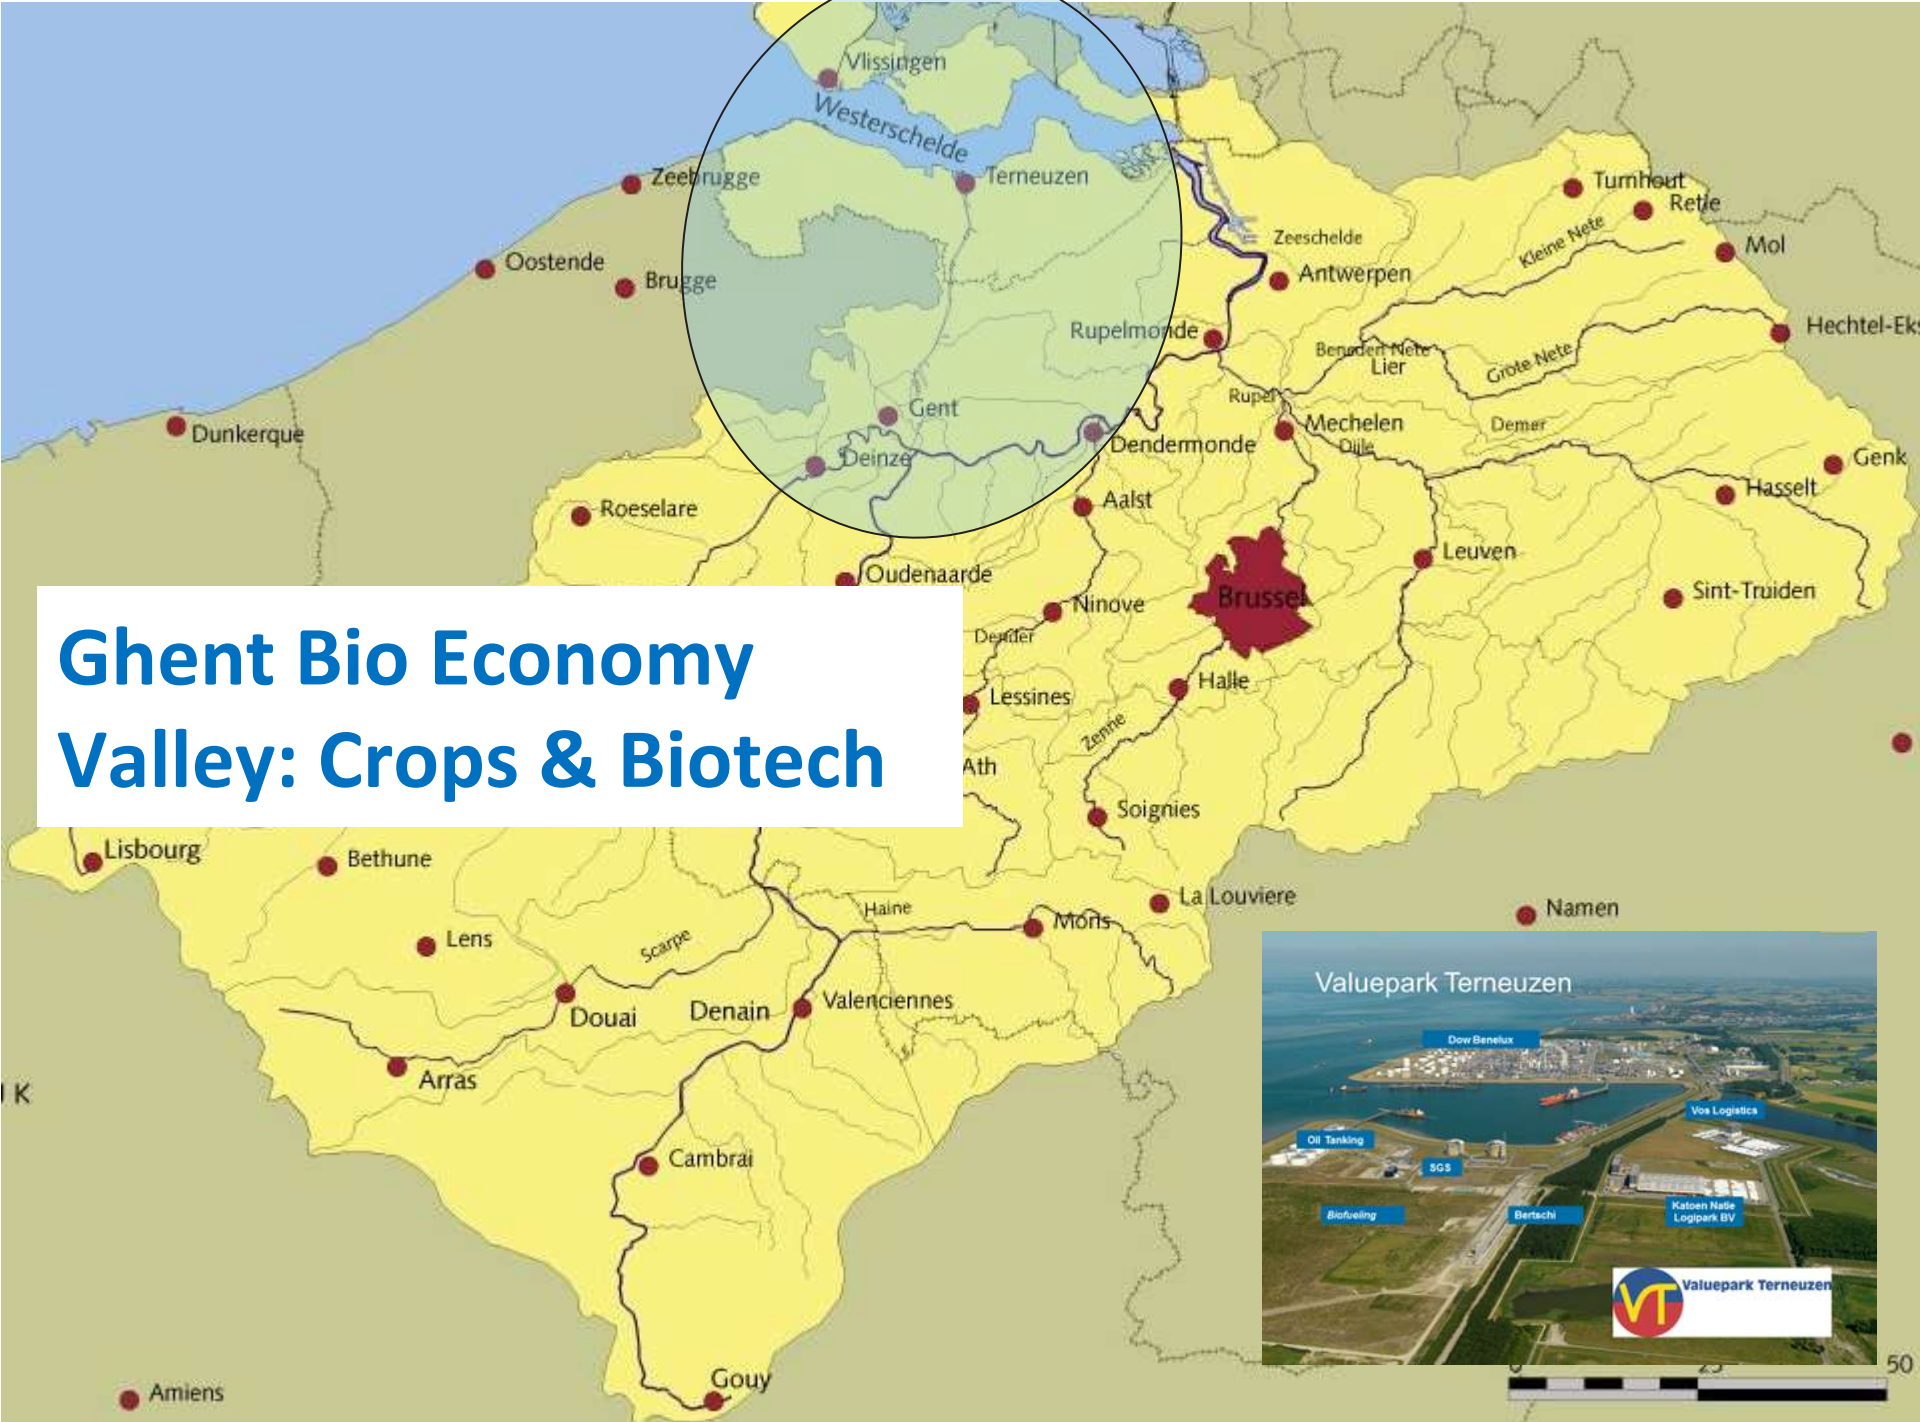 Vlissingen
Westerschelde
Zeebrugge
Terneuzen
Turnhout
Retie
Zeeschelde
Kleine Nete
Mol
Oostende
Brugge
Antwerpen
Rupelmonde
Hechtel-Eks
Beneden Nete
Lier
Grote Nete
Rupel
Gent
Dunkerque
Deinze
Dendermonde
Mechelen
Dijle
Demer
Genk
Hasselt
Roeselare
Aalst
Leuven
Oudenaarde
Ninove
Brussel
Sint-Truiden
Dender
Ghent Bio Economy
Valley: Crops & Biotech
Lessines
Halle
Zenne
Ath
Soignies
Lisbourg
Bethune
La Louviere
Haine
Mons
Namen
Lens
Scarpe
Douai
Denain
Valenciennes
Arras
K
Cambrai
Gouy
Amiens
Valuepark Terneuzen
Dow Benelux
Vos Logistics
Oil Tanking
SGS
Biofueling
Bertschi
Katoen Natie
Logipark BV
VT
Valuepark Terneuzen
50